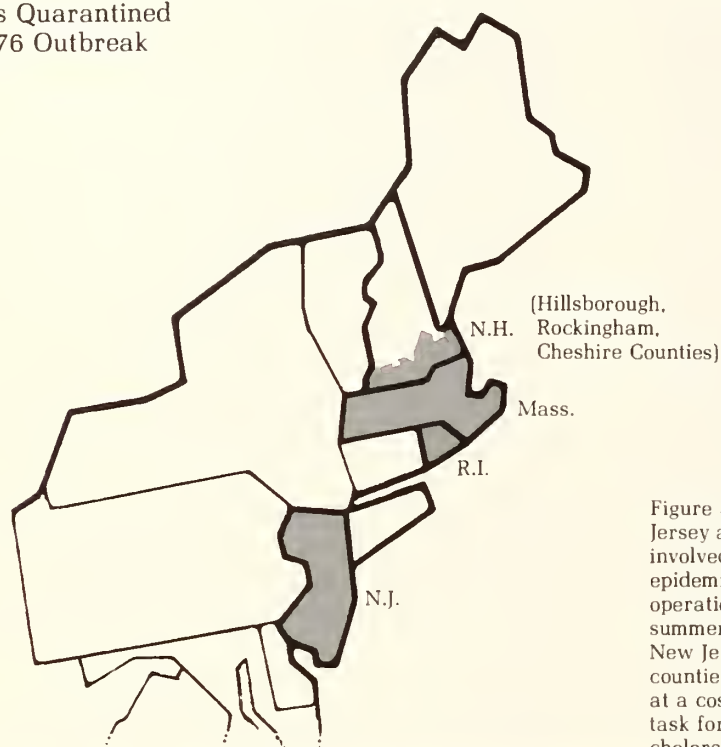 s Quarantined
76 Outbreak
(Hillsborough,
N.H. Rockingham,
Cheshire Counties)
Mass.
R.I.
N.J.
Figure
Jersey a
involved
epidemi
operatio
summer
New Je
countie
at a cos
task for